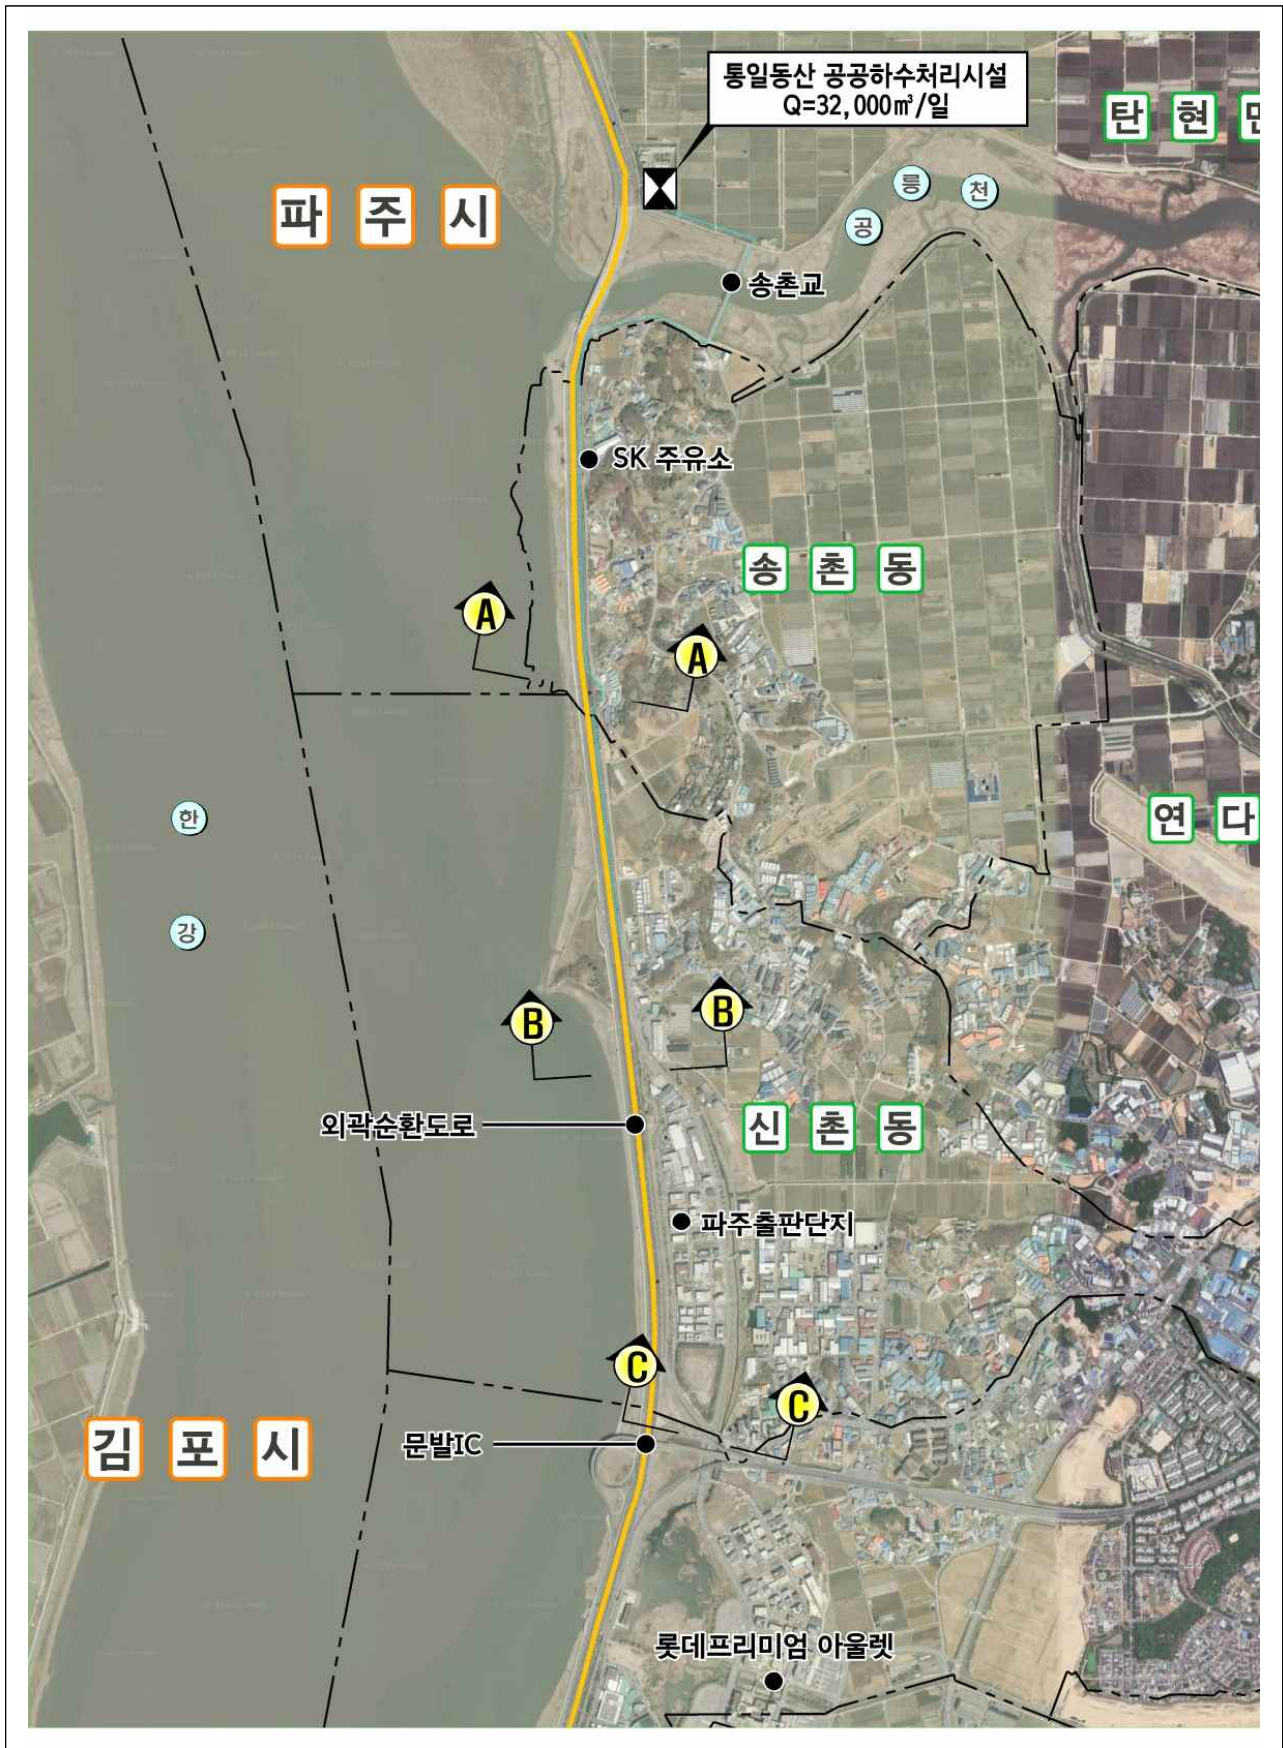 통일동산 공공하수처리시설
Q=32,000㎥/일
탄 현
파 주 시
공 릉 천
송촌교
SK 주유소
송 촌 동
A
A
연 다
한
강
B
B
외곽순환도로
신 촌 동
파주출판단지
C
C
김 포 시
문발IC
롯데프리미엄 아울렛